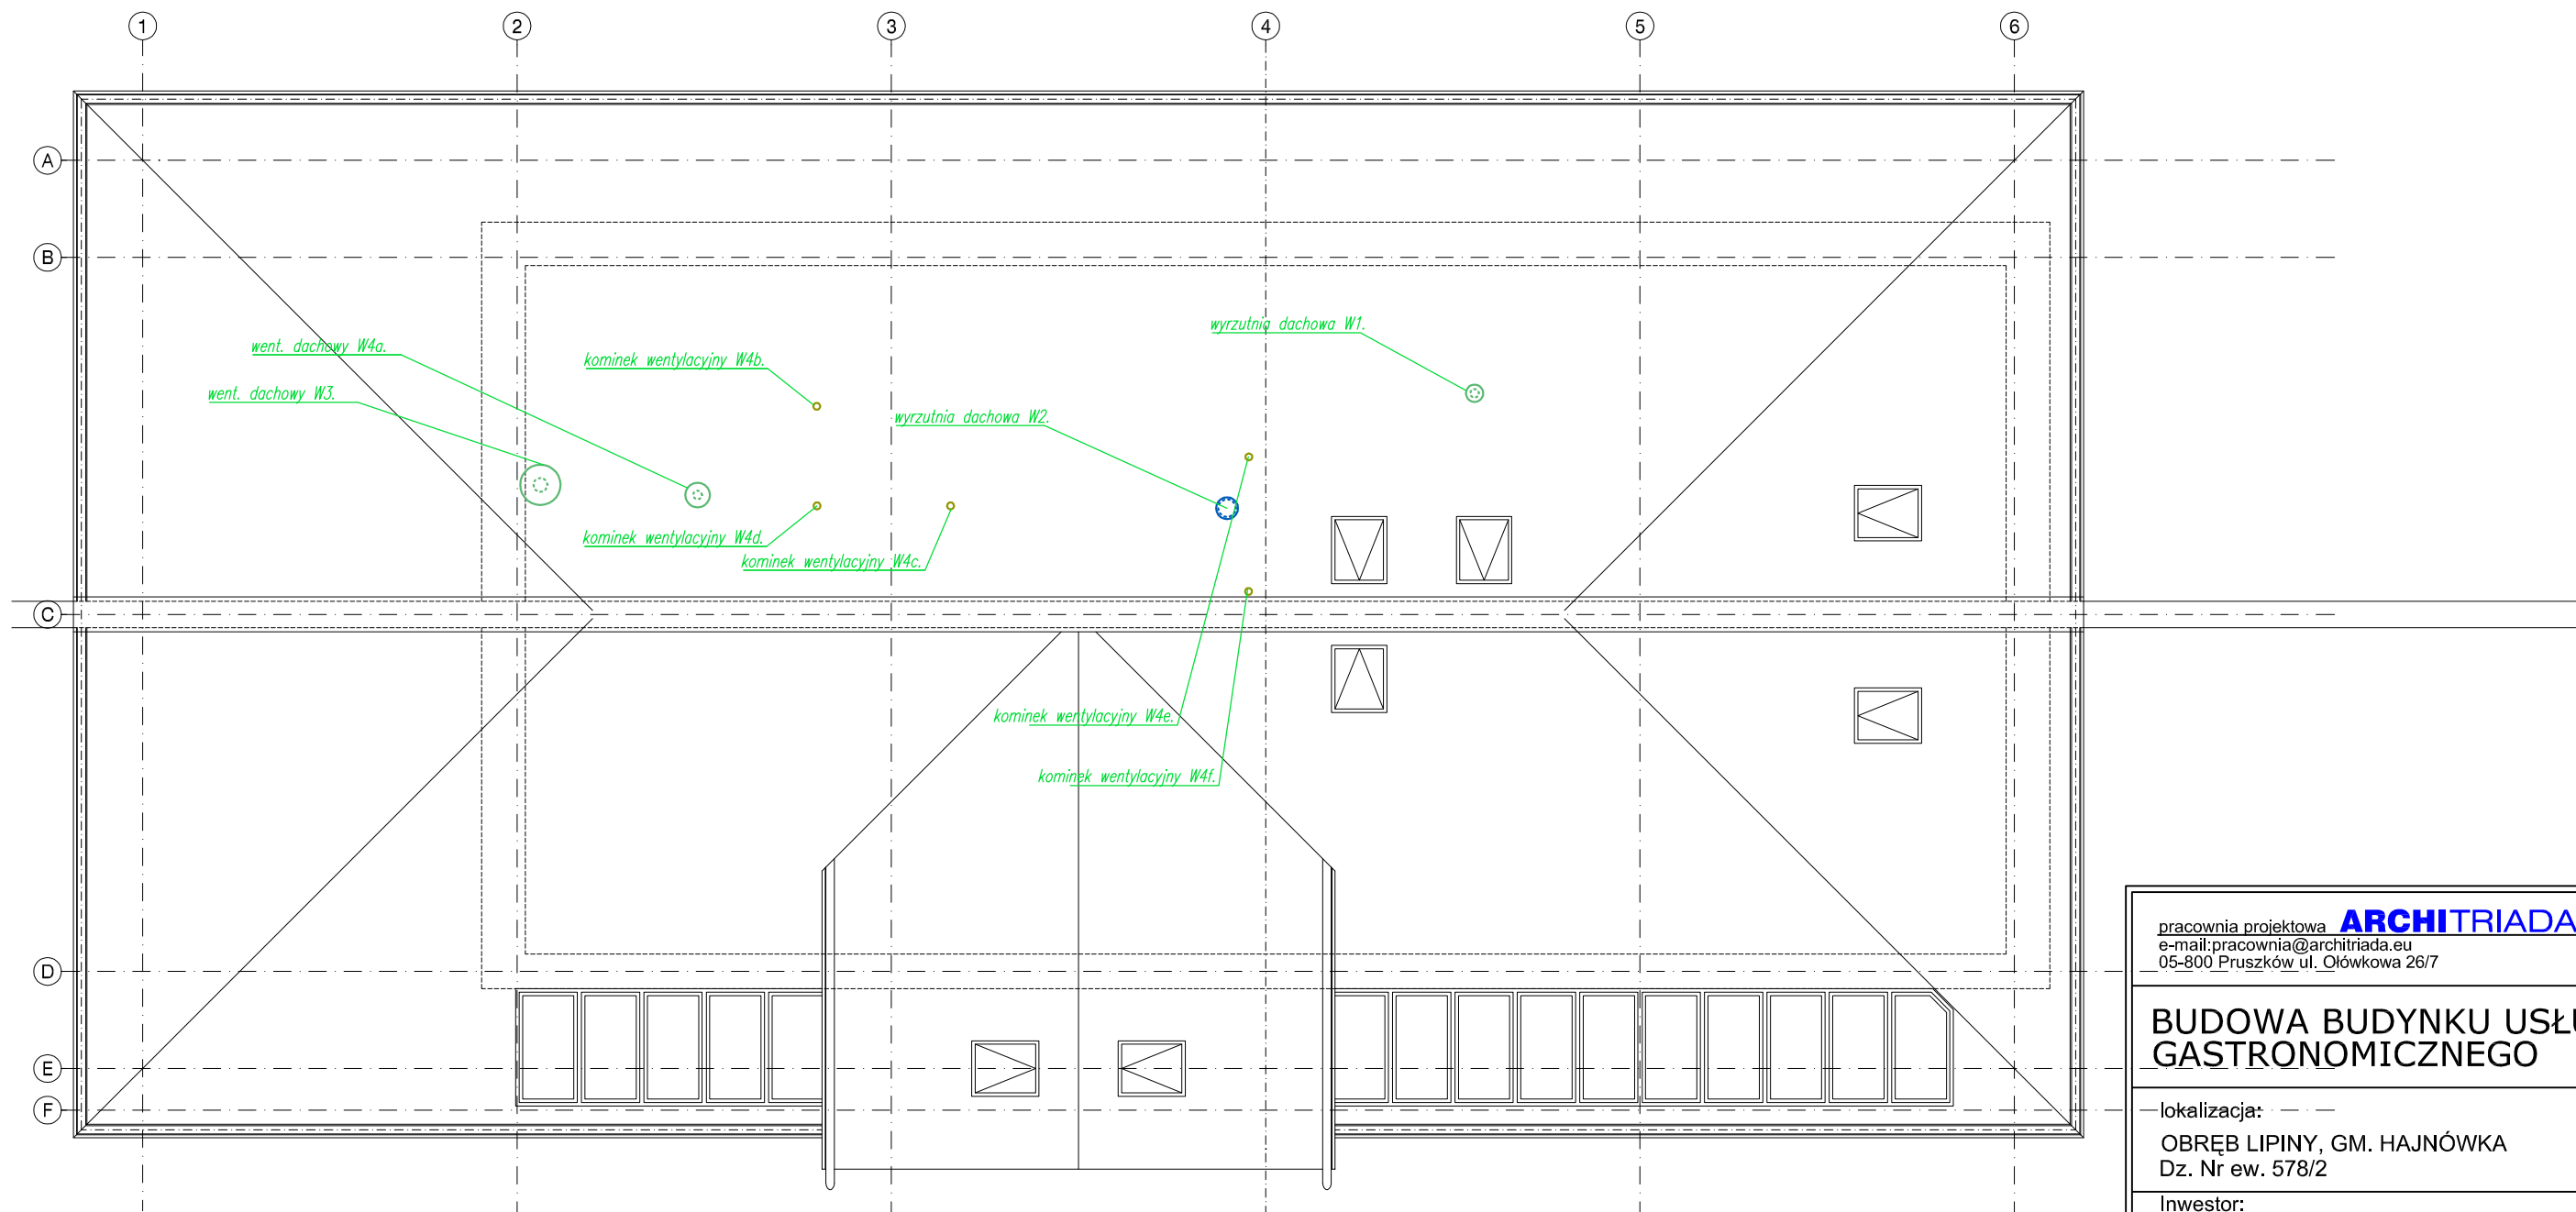 1
2
3
4
5
6
A
B
C
D
E
F
wyrzutnia dachowa W1.
went. dachowy W4a.
kominek wentylacyjny W4b.
went. dachowy W3.
wyrzutnia dachowa W2.
kominek wentylacyjny W4d.
kominek wentylacyjny W4c.
kominek wentylacyjny W4e.
kominek wentylacyjny W4f.
pracownia projektowa ARCHITRIADA
e-mail:pracownia@architriada.eu
05-800 Pruszków ul. Ołówkowa 26/7
BUDOWA BUDYNKU
GASTRONOMICZNEGO
lokalizacja:
OBRĘB LIPINY, GM. HAJNÓWKA
Dz. Nr ew. 578/2
Inwestor: